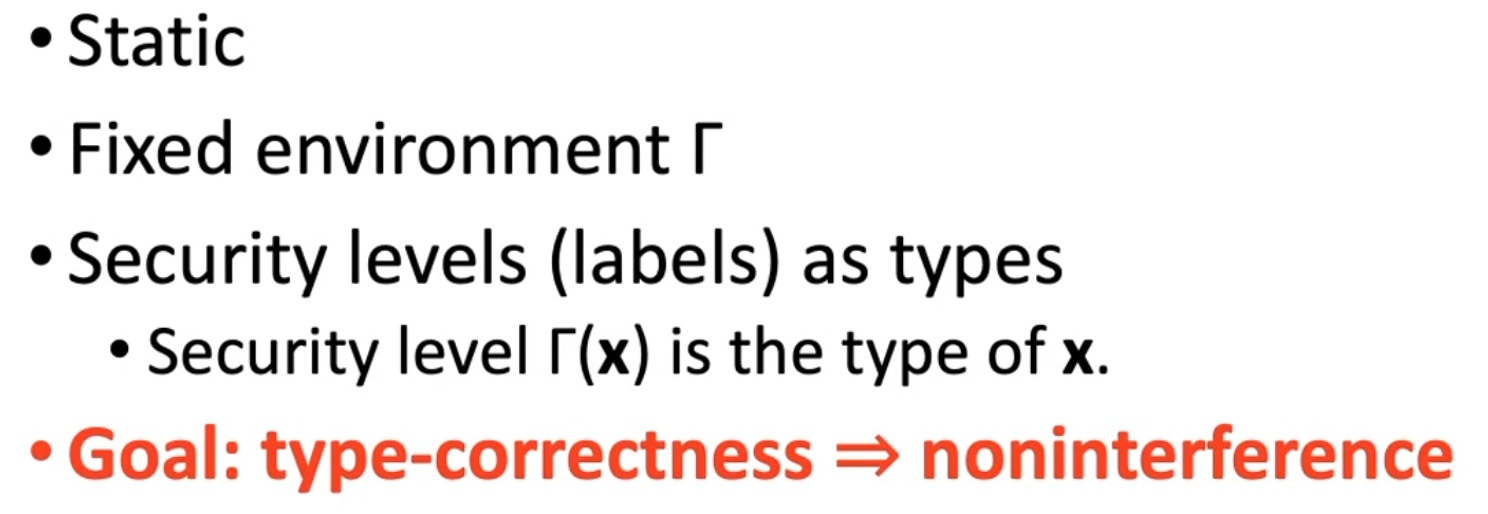 • Static
• Fixed environment Γ
• Security levels (labels) as types
• Security level Γ(x) is the type of x.
• Goal: type-correctness ⇒ noninterference